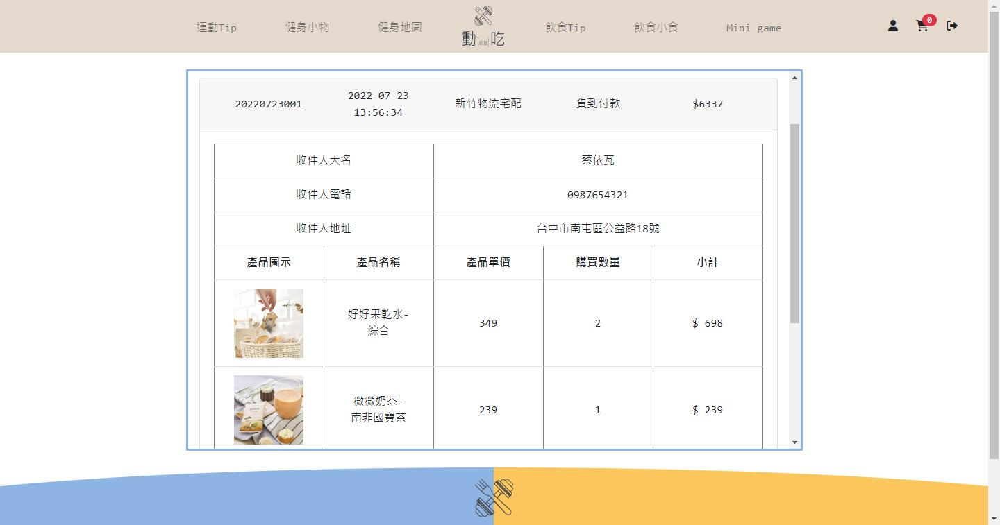 運動Tip
健身小物
健身地圖
動 吃
飲食Tip
飲食小食
Mini game
0
20220723001
2022-07-23
13:56:34
新竹物流宅配
貨到付款
$6337
收件人大名
蔡依瓦
收件人電話
0987654321
收件人地址
台中市南屯區公益路18號
產品圖示
產品名稱
產品單價
購買數量
小計
好好果乾水-
綜合
349
2
$ 698
微微奶茶-
南非國寶茶
239
1
$ 239